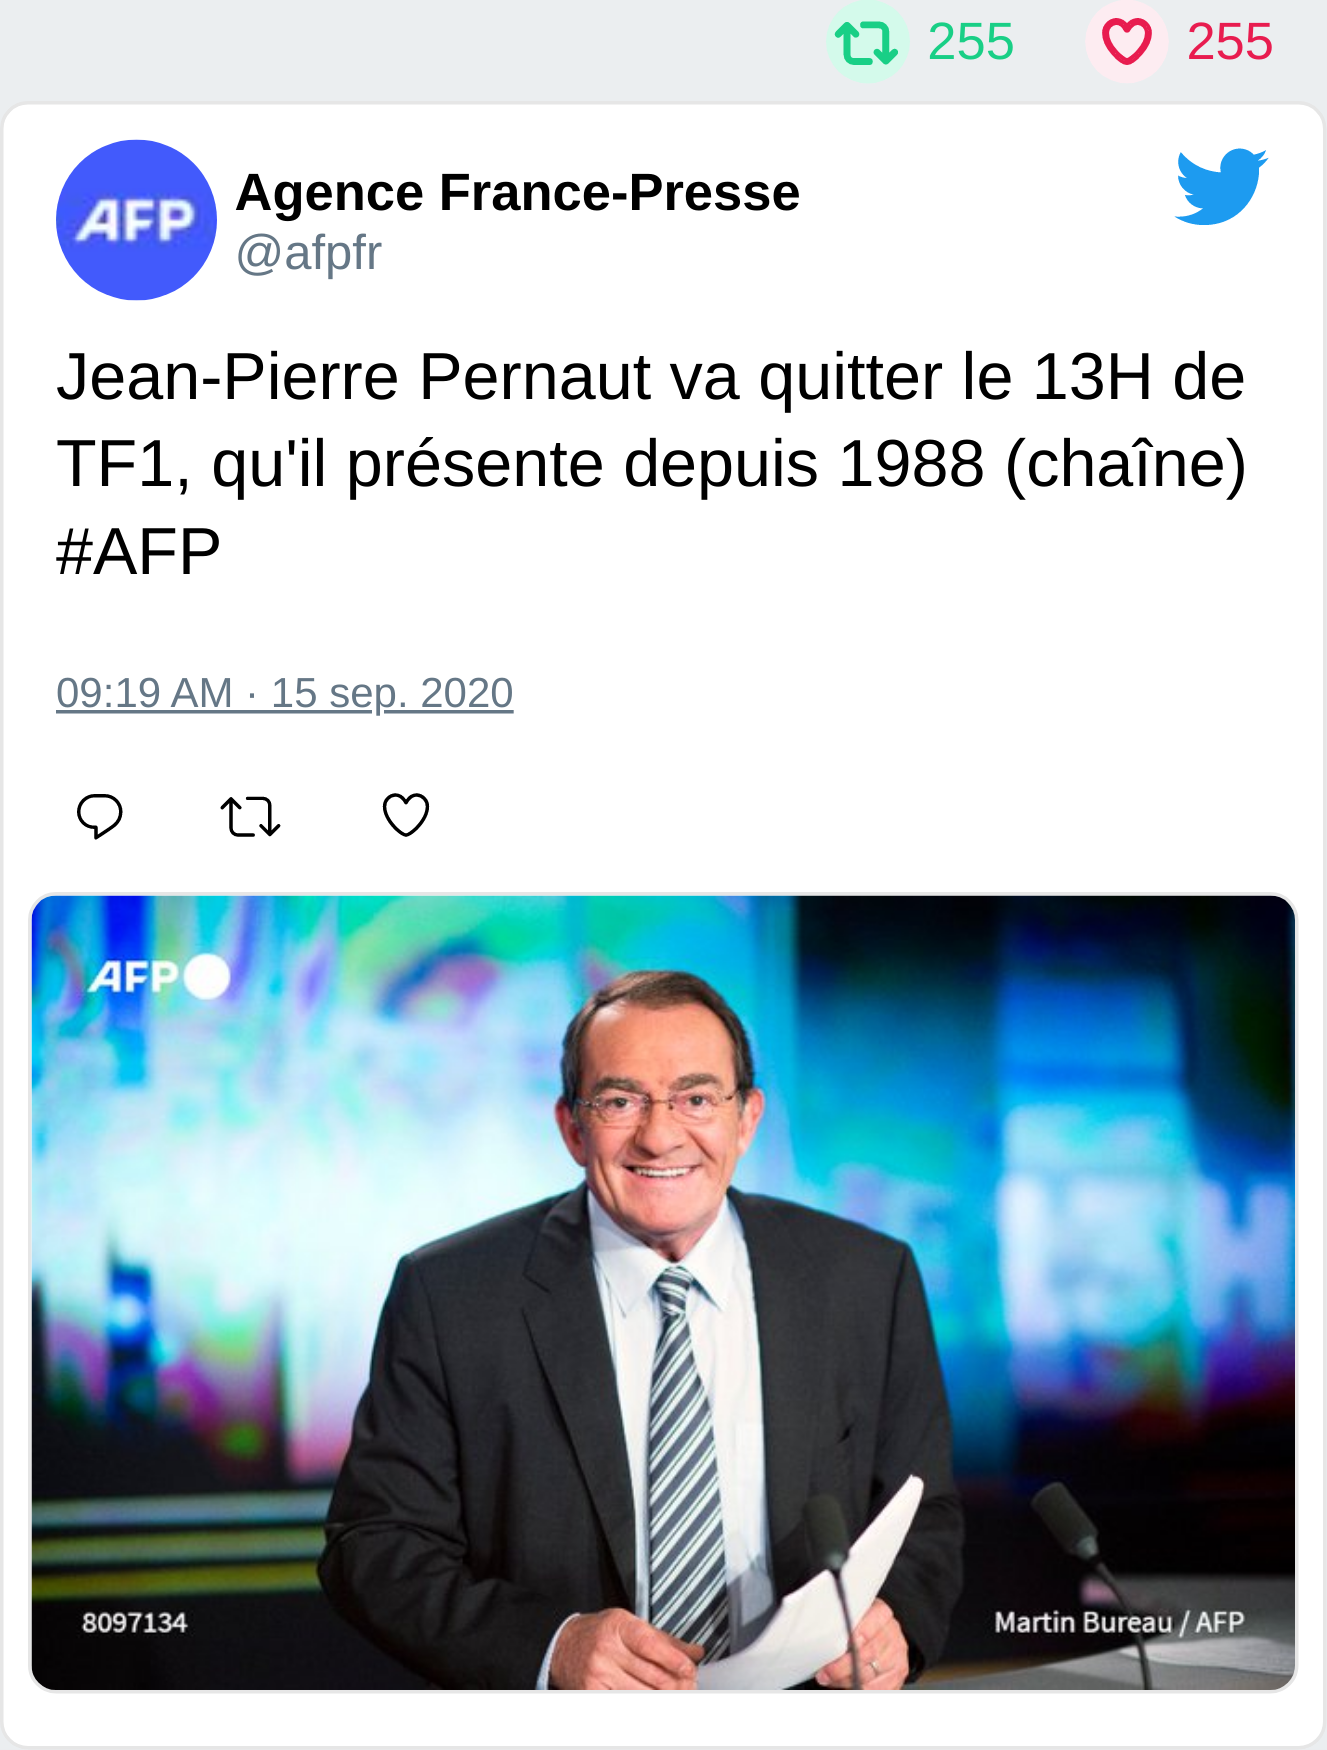 255 255
AFP
Agence France-Presse
@afpfr
Jean-Pierre Pernaut va quitter le 13H de
TF1, qu'il présente depuis 1988 (chaîne)
#AFP
09:19 AM · 15 sep. 2020
AFP
8097134
Martin Bureau / AFP